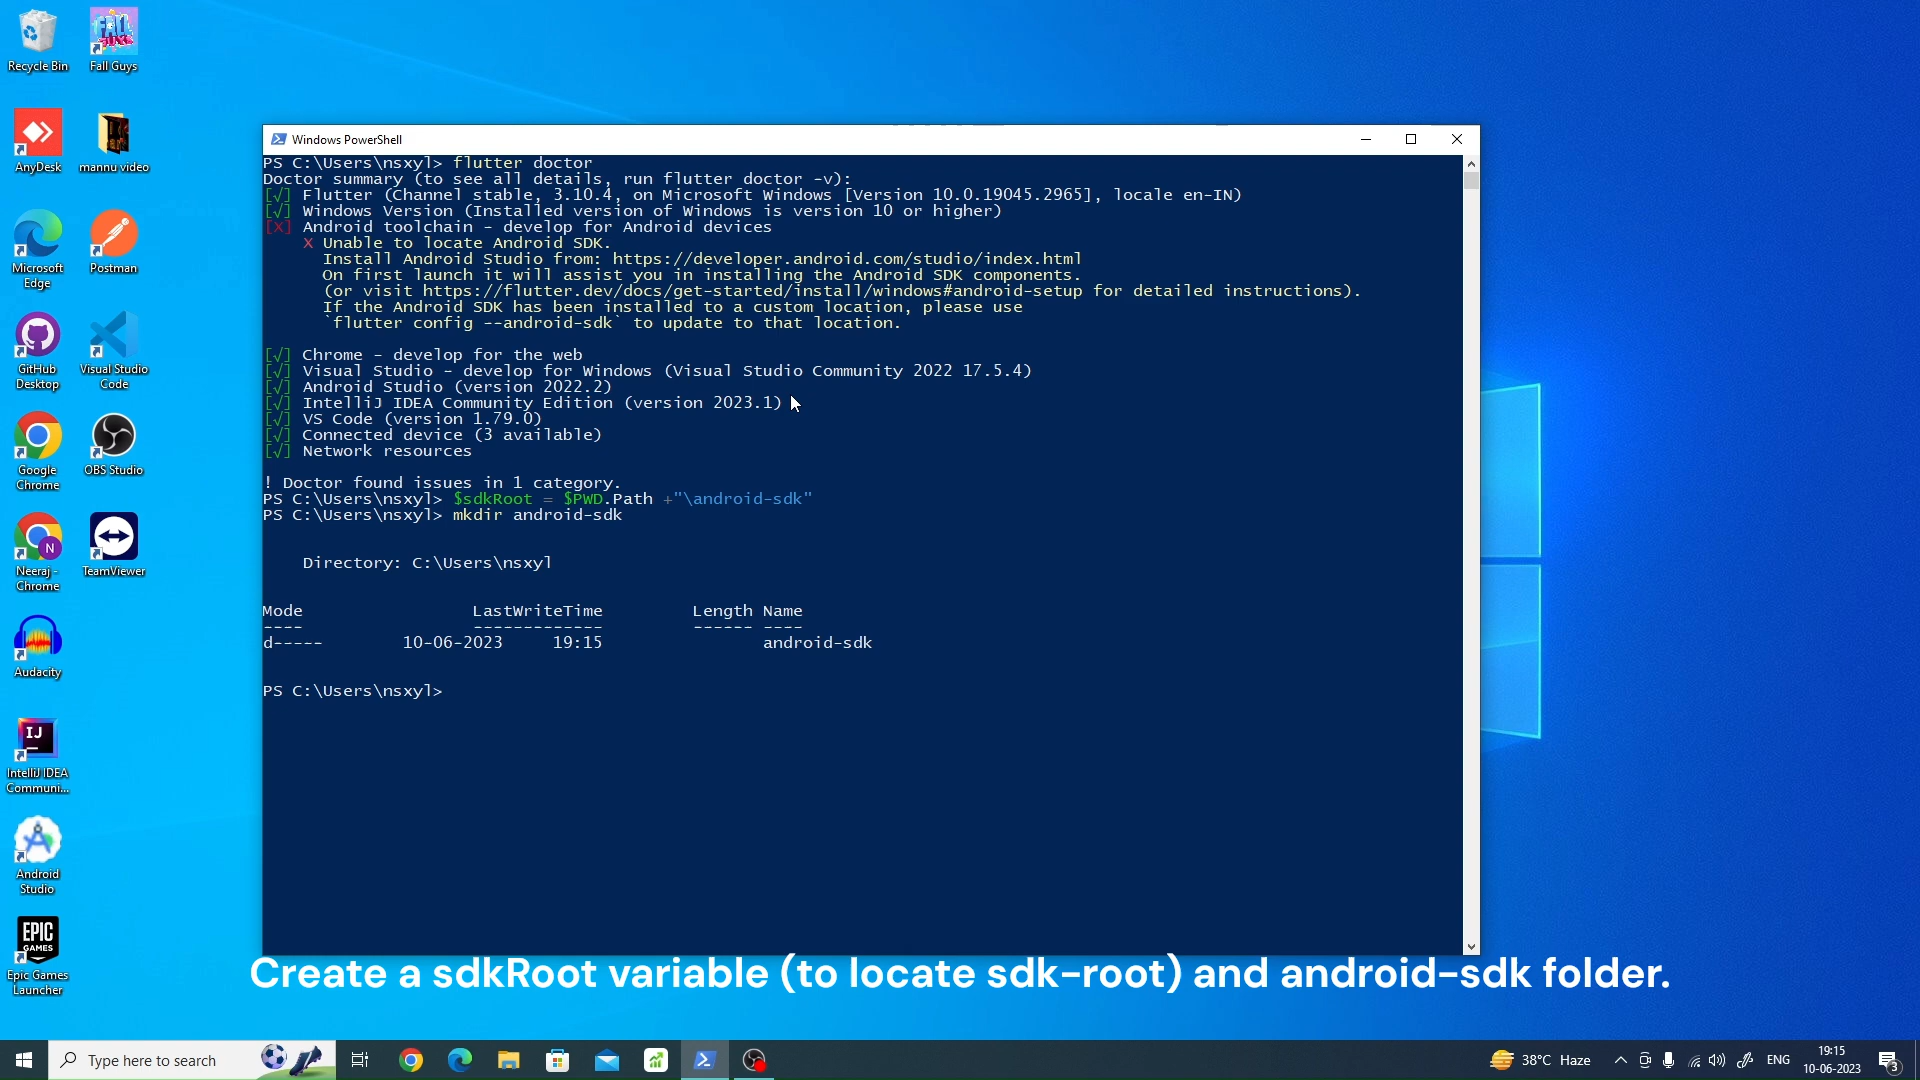 Recycle Bin
Fall Guys
AnyDesk
mannu video
Microsoft
Edge
Postman
GitHub
Desktop
Visual Studio
Code
Google
Chrome
OBS Studio
Neeraj -
Chrome
TeamViewer
Audacity
IntelliJ IDEA
Communi...
Android
Studio
Epic Games
Launcher
Windows PowerShell
PS C:\Users\nsxyl> flutter doctor
Doctor summary (to see all details, run flutter doctor -v):
[√] Flutter (Channel stable, 3.10.4, on Microsoft Windows [Version 10.0.19045.2965], locale en-IN)
[√] Windows Version (Installed version of Windows is version 10 or higher)
[X] Android toolchain - develop for Android devices
X Unable to locate Android SDK.
Install Android Studio from: https://developer.android.com/studio/index.html
On first launch it will assist you in installing the Android SDK components.
(or visit https://flutter.dev/docs/get-started/install/windows#android-setup for detailed instructions).
If the Android SDK has been installed to a custom location, please use
`flutter config --android-sdk` to update to that location.
[√] Chrome - develop for the web
[√] Visual Studio - develop for Windows (Visual Studio Community 2022 17.5.4)
[√] Android Studio (version 2022.2)
[√] IntelliJ IDEA Community Edition (version 2023.1)
[√] VS Code (version 1.79.0)
[√] Connected device (3 available)
[√] Network resources
! Doctor found issues in 1 category.
PS C:\Users\nsxyl> $sdkRoot = $PWD.Path +"\android-sdk"
PS C:\Users\nsxyl> mkdir android-sdk
Directory: C:\Users\nsxyl
Mode LastWriteTime Length Name
---- ------------- ------ ----
d----- 10-06-2023 19:15 android-sdk
PS C:\Users\nsxyl>
Create a sdkRoot variable (to locate sdk-root) and android-sdk folder.
Type here to search
38°C Haze
ENG
19:15
10-06-2023
3
FALL GUYS
N
IJ
EPIC
GAMES